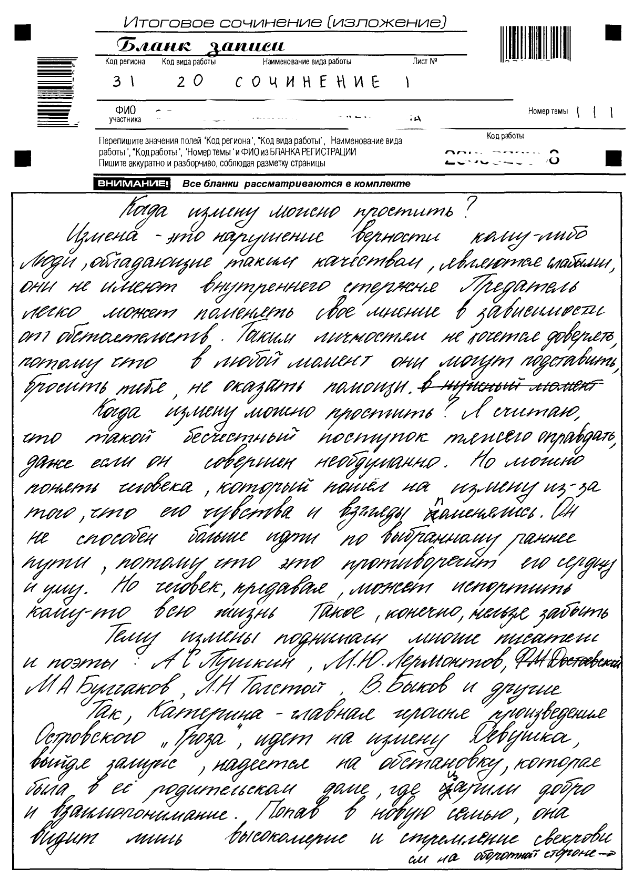 Итоговое сочинение (изложение)
Бланк записи
Код региона Код вида работы Наименование вида работы Лист №
31 20 СОЧИНЕНИЕ 1
ФИО участника
Номер темы 111
Перепишите значения полей "Код региона", "Код вида работы", Наименование вида
работы", "Код работы", "Номер темы" и ФИО из БЛАНКА РЕГИСТРАЦИИ
Пишите аккуратно и разборчиво, соблюдая разметку страницы
Код работы
ВНИМАНИЕ! Все бланки рассматриваются в комплекте
Когда измену можно простить?
Измена - это нарушение верности кому-либо
Люди, обладающие таким качеством, являются слабыми,
они не имеют внутреннего стержня Предатель
легко может поменять свое мнение в зависимости
от обстоятельств. Таким личностям не хочется доверять,
потому что в любой момент они могут подставить,
бросить тебя, не оказать помощи. в нужный момент
Когда измену можно простить? Я считаю,
что такой бесчестный поступок тяжело оправдать,
даже если он совершен необдуманно. Но можно
понять человека, который пошёл на измену из-за
того, что его чувства и взгляды поменялись. Он
не способен больше идти по выбранному раннее
пути, потому что это противоречит его сердцу
и уму. Но человек, предавая, может испортить
кому-то всю жизнь Такое, конечно, нельзя забыть
Тему измены поднимали многие писатели
и поэты: А С Пушкин, М.Ю. Лермонтов, Ф.М Достоевский
М А Булгаков, Л.Н Толстой, В. Быков и другие
Так, Катерина - главная героиня произведения
Островского „Гроза", идет на измену Девушка,
выйдя замуж, надеется на обстановку, которая
была в её родительском доме, где царили добро
и взаимопонимание. Попав в новую семью, она
видит лишь высокомерие и стремление свекрови
см на оборотной стороне →